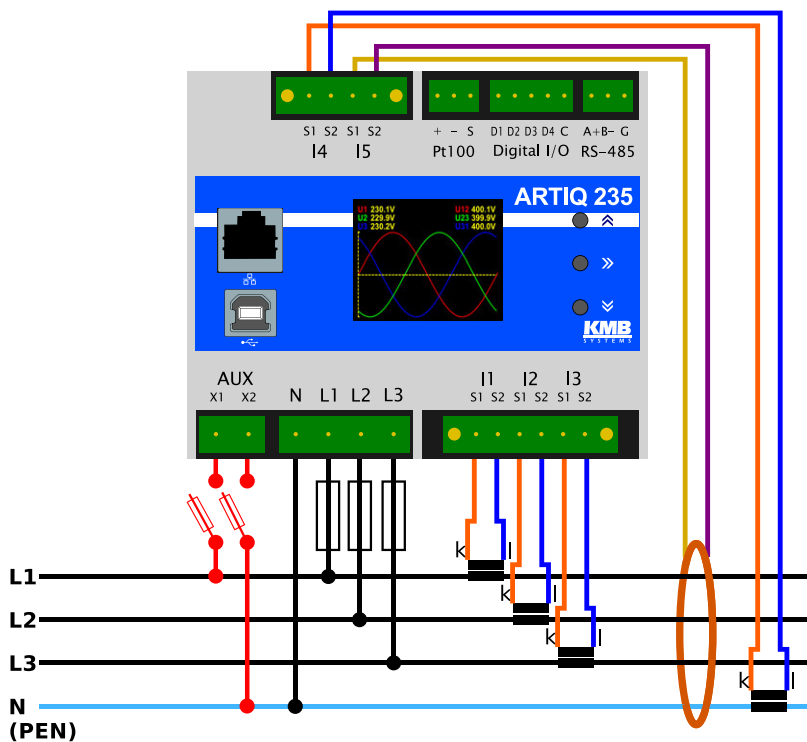 S1 S2 S1 S2
I4 I5
+ - S
Pt100
D1 D2 D3 D4 C
Digital I/O
A+B- G
RS-485
ARTIQ 235
U1 230.1V U12 400.1V
U2 229.9V U23 399.9V
U3 230.2V U31 400.0V
KMB
SYSTEMS
AUX
X1 X2
N L1 L2 L3
I1 I2 I3
S1 S2 S1 S2 S1 S2
k l
L1
k l
L2
k l
L3
k l
N
(PEN)